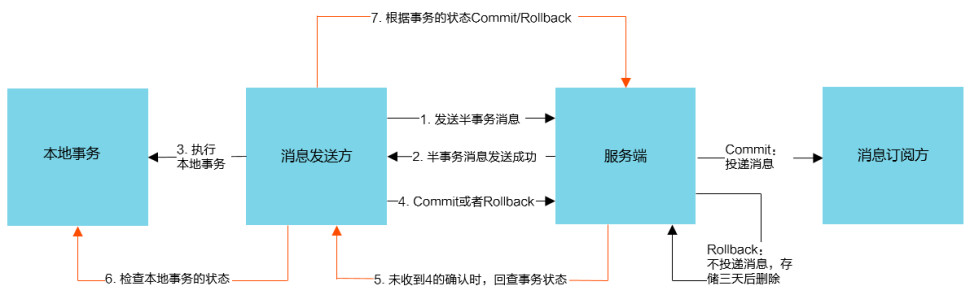 7. 根据事务的状态Commit/Rollback
本地事务
3. 执行
本地事务
消息发送方
1. 发送半事务消息
2. 半事务消息发送成功
4. Commit或者Rollback
服务端
Commit：
投递消息
消息订阅方
Rollback：
不投递消息，存
储三天后删除
6. 检查本地事务的状态
5. 未收到4的确认时，回查事务状态